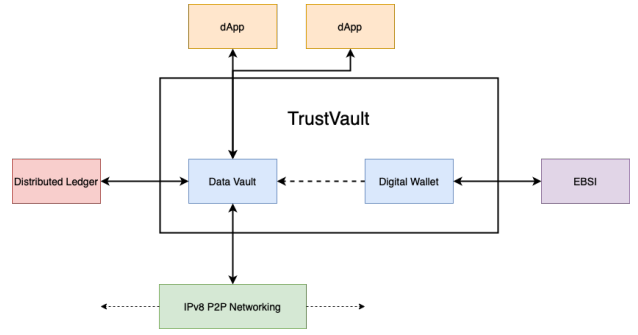 dApp
dApp
TrustVault
Distributed Ledger
Data Vault
Digital Wallet
EBSI
IPv8 P2P Networking